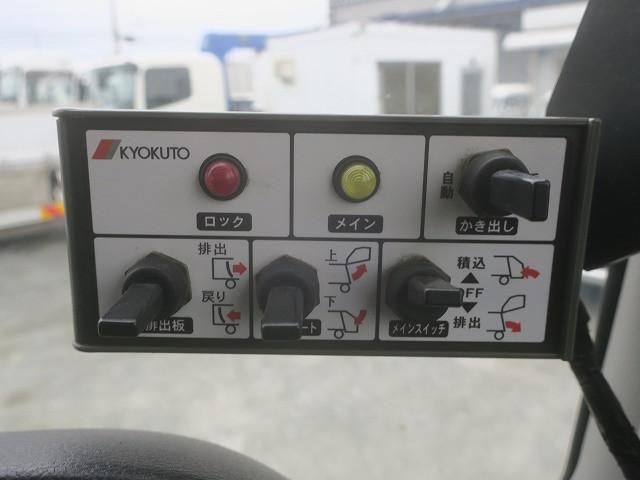 KYOKUTO
ロック
メイン
自動
かき出し
排出
戻り
排出板
上
下
ート
積込
OFF
排出
メインスイッチ